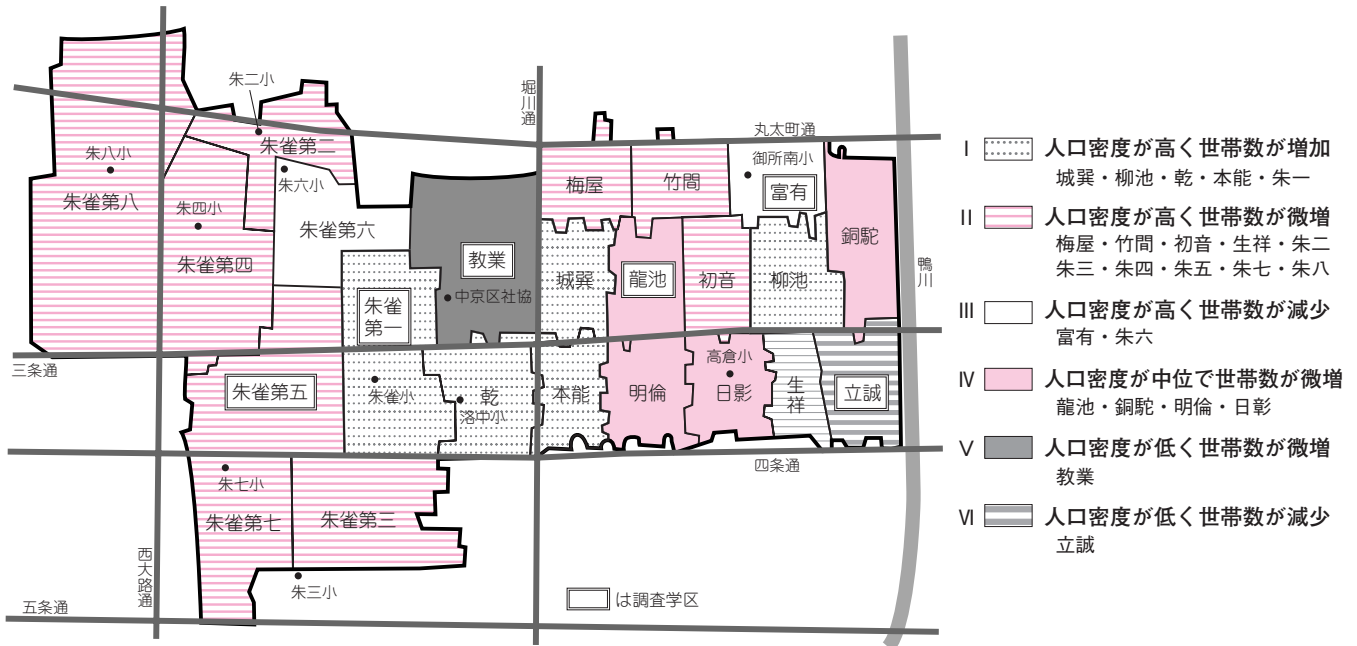 朱二小
堀川通
丸太町通
朱雀第二
朱八小
朱六小
御所南小
梅屋
竹間
富有
朱雀第八
朱四小
朱雀第六
銅駝
朱雀第四
教業
鴨川
城巽
龍池
初音
柳池
中京区社協
朱雀
第一
三条通
高倉小
朱雀第五
朱雀小
乾
洛中小
本能
明倫
日影
生祥
立誠
四条通
朱七小
朱雀第七
朱雀第三
西大路通
朱三小
五条通
は調査学区
Ⅰ 人口密度が高く世帯数が増加
城巽・柳池・乾・本能・朱一
Ⅱ 人口密度が高く世帯数が微増
梅屋・竹間・初音・生祥・朱二
朱三・朱四・朱五・朱七・朱八
Ⅲ 人口密度が高く世帯数が減少
富有・朱六
Ⅳ 人口密度が中位で世帯数が微増
龍池・銅駝・明倫・日彰
Ⅴ 人口密度が低く世帯数が微増
教業
Ⅵ 人口密度が低く世帯数が減少
立誠